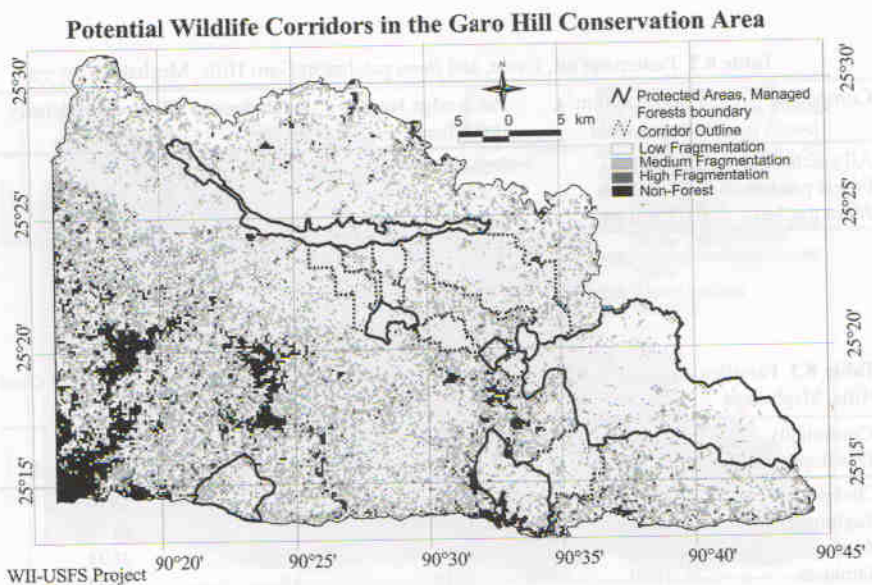 Potential Wildlife Corridors in the Garo Hill Conservation Area
25°30'
25°25'
25°20'
25°15'
N
5 0 5 km
Protected Areas, Managed
Forests boundary
Corridor Outline
Low Fragmentation
Medium Fragmentation
High Fragmentation
Non-Forest
25°30'
25°25'
25°20'
25°15'
90°20' 90°25' 90°30' 90°35' 90°40' 90°45'
WII-USFS Project